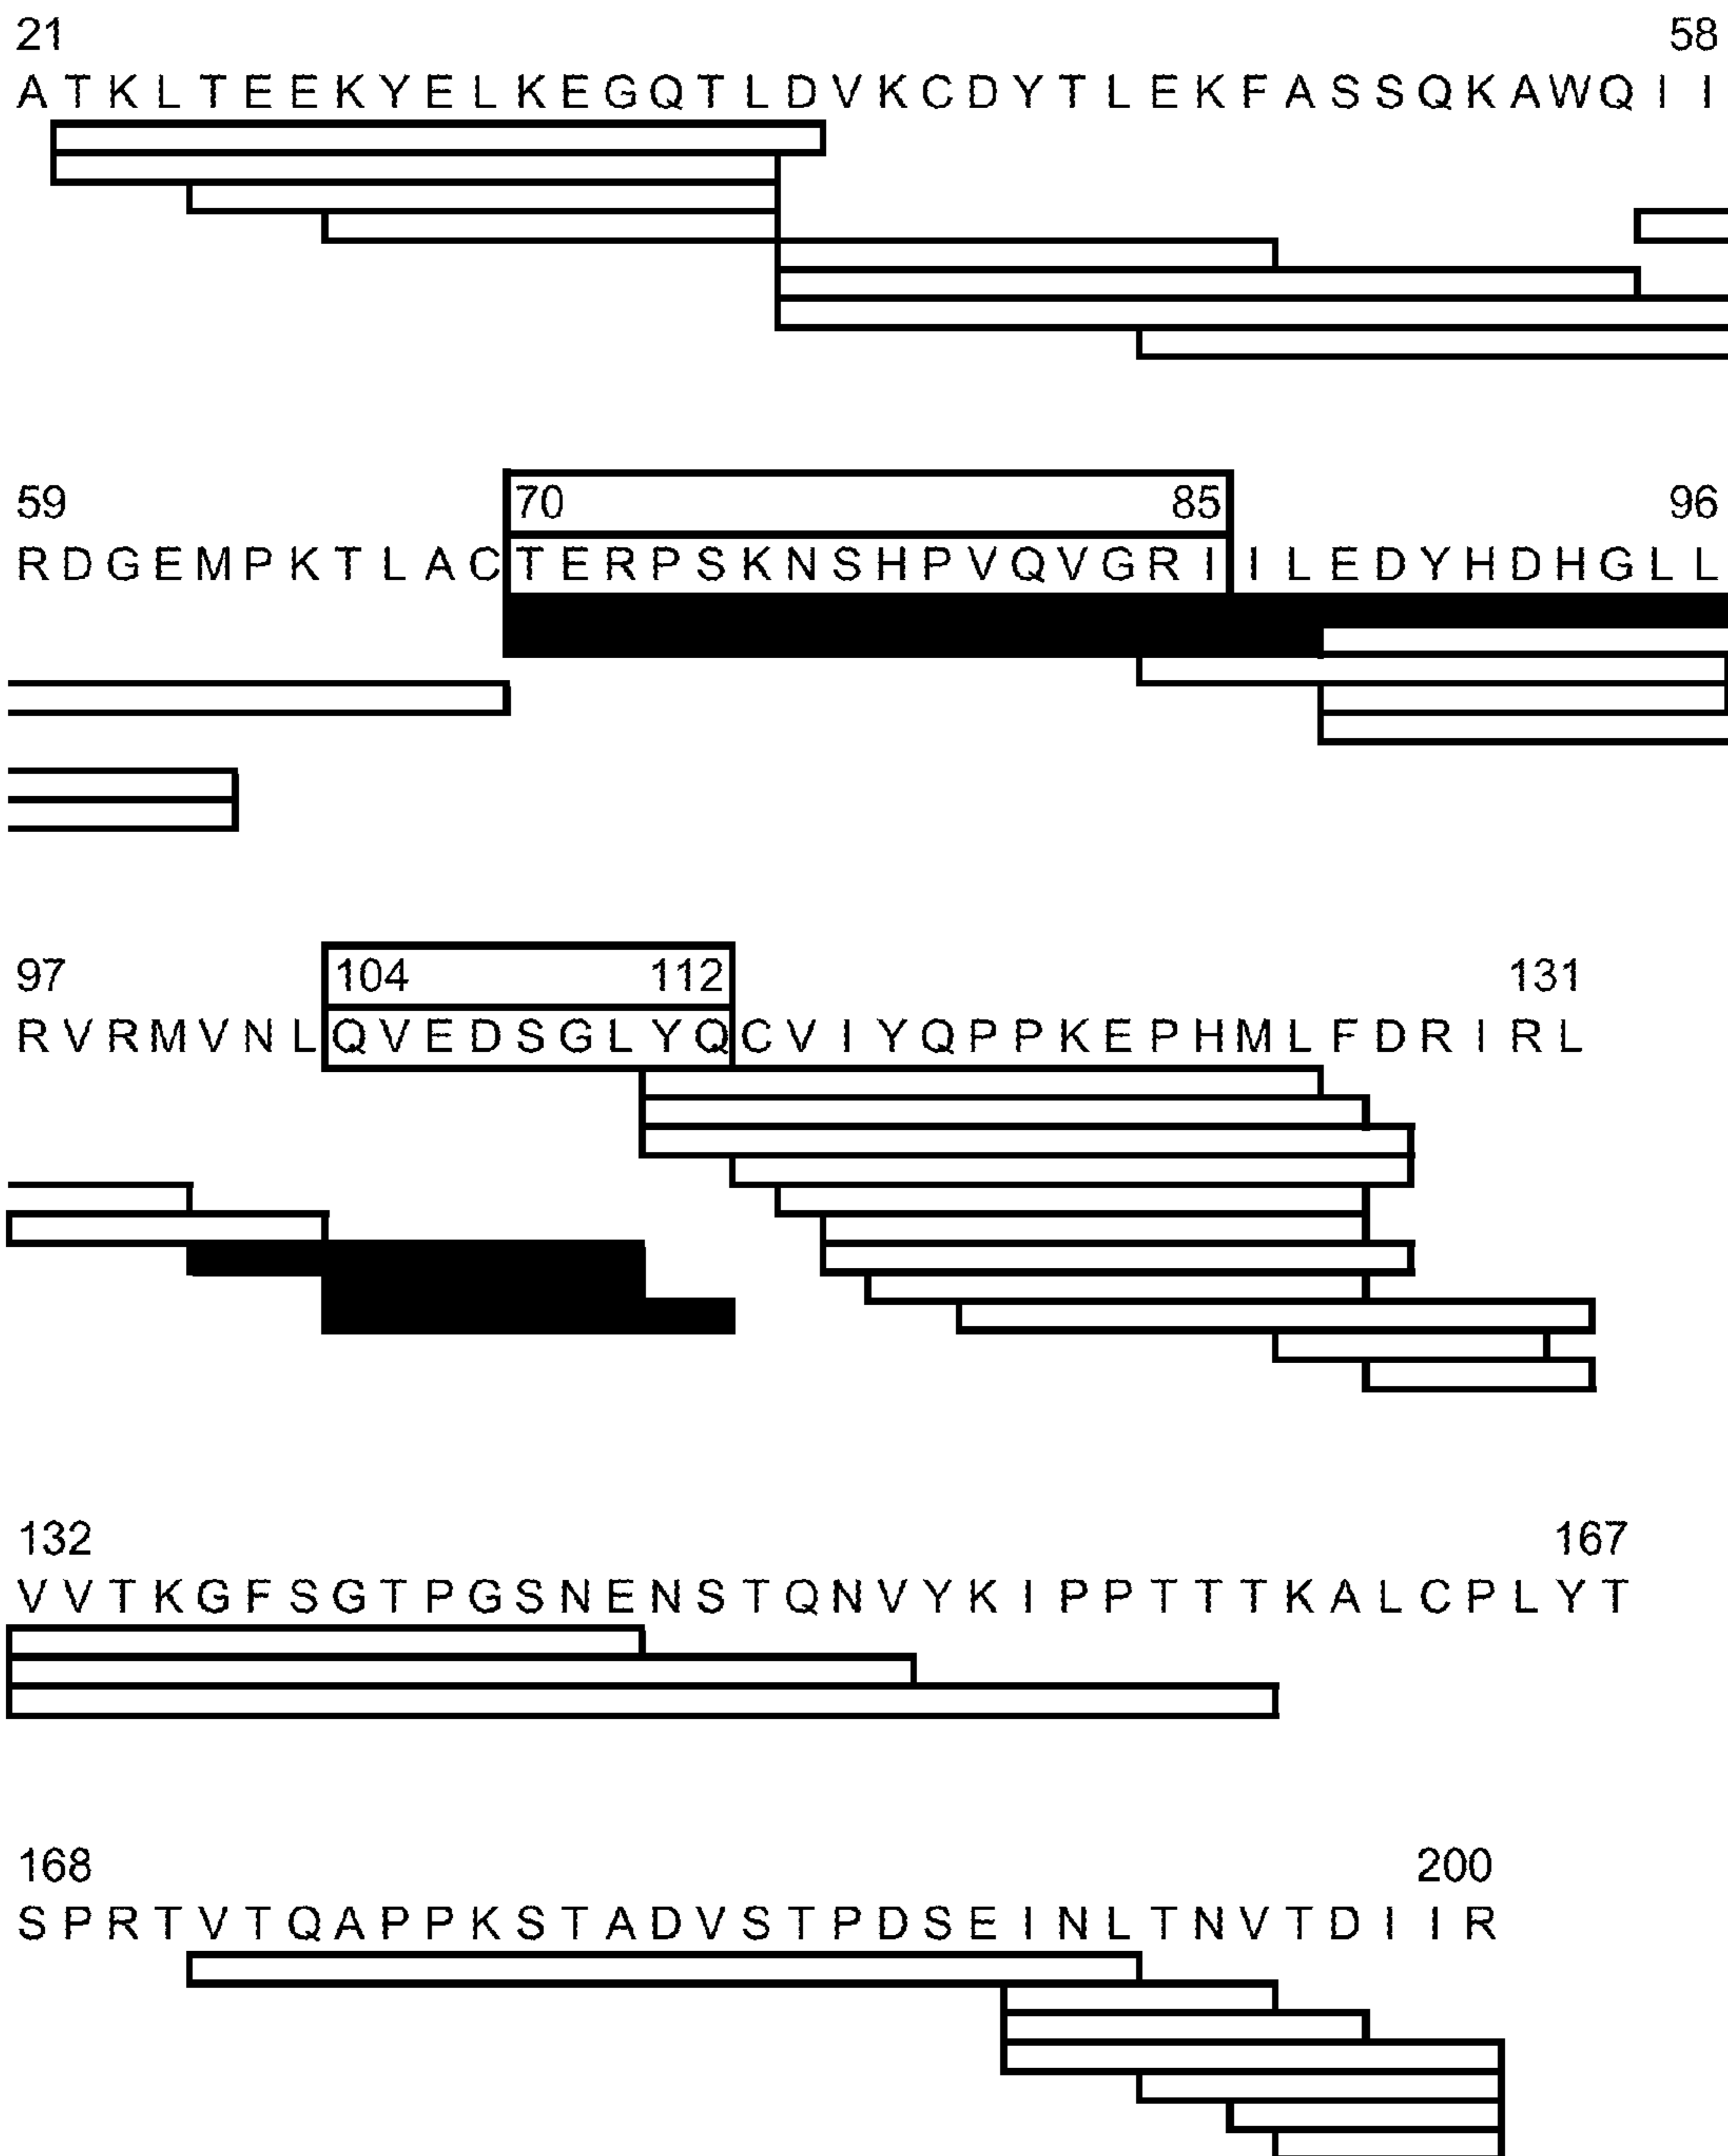 21 58
A T K L T E E K Y E L K E G Q T L D V K C D Y T L E K F A S S Q K A W Q I I
59 70 85 96
R D G E M P K T L A C T E R P S K N S H P V Q V G R I I L E D Y H D H G L L
97 104 112 131
R V R M V N L Q V E D S G L Y Q C V I Y Q P P K E P H M L F D R I R L
132 167
V V T K G F S G T P G S N E N S T Q N V Y K I P P T T T K A L C P L Y T
168 200
S P R T V T Q A P P K S T A D V S T P D S E I N L T N V T D I I R